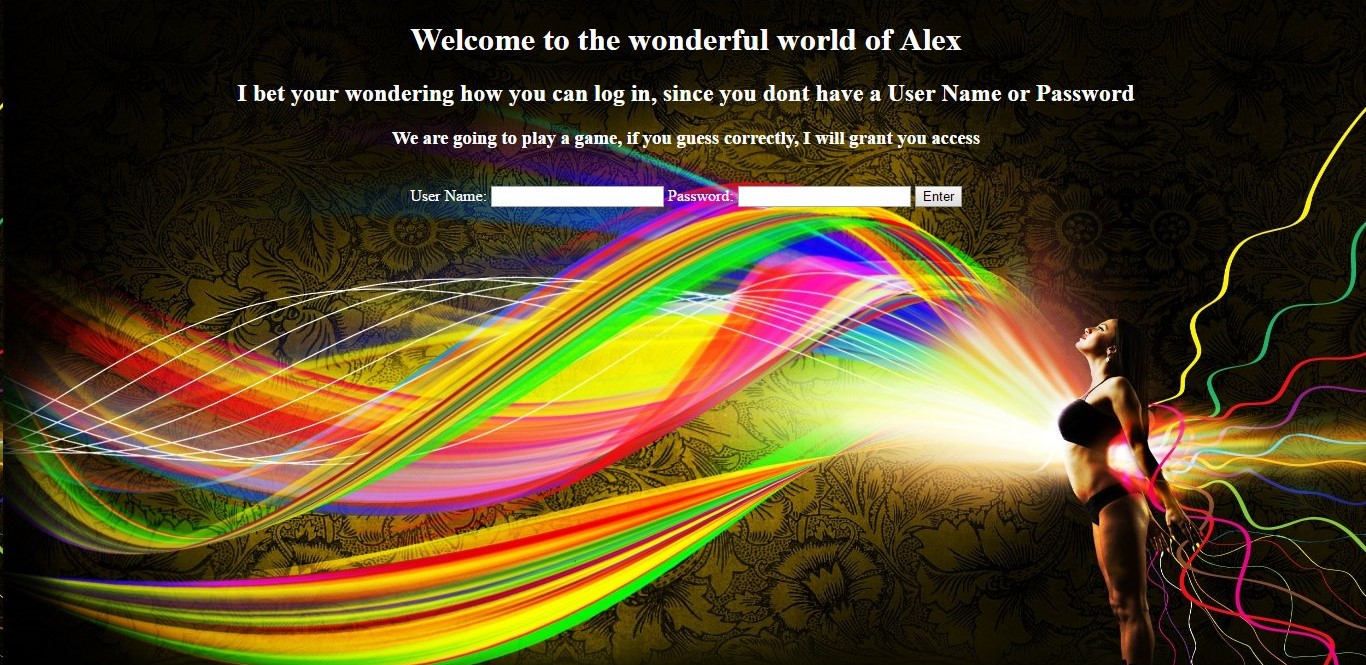 Welcome to the wonderful world of Alex
I bet your wondering how you can log in, since you dont have a User Name or Password
We are going to play a game, if you guess correctly, I will grant you access
User Name: Password: Enter